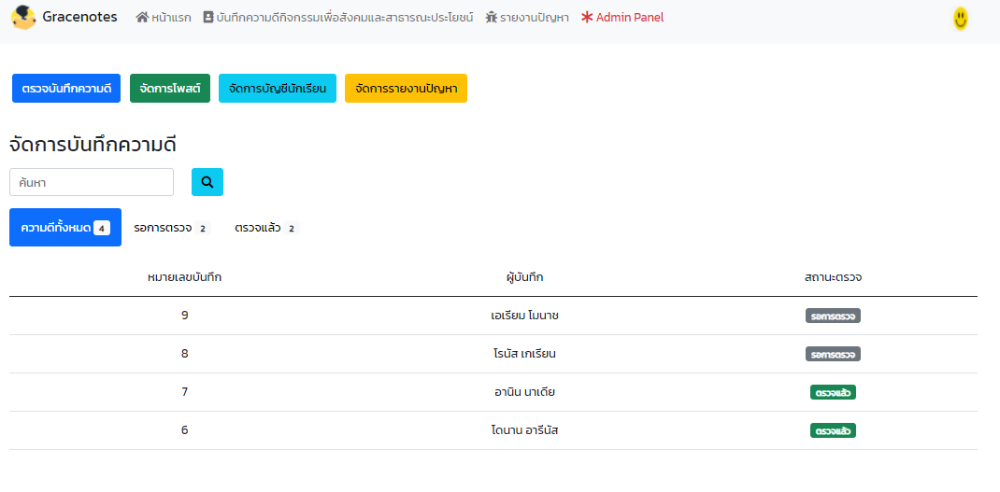 Gracenotes หน้าแรก บันทึกความดีกิจกรรมเพื่อสังคมและสาธารณะประโยชน์ รายงานปัญหา Admin Panel
ตรวจบันทึกความดี จัดการโพสต์ จัดการบัญชีนักเรียน จัดการรายงานปัญหา
จัดการบันทึกความดี
ค้นหา
ความดีทั้งหมด 4 รอการตรวจ 2 ตรวจแล้ว 2
หมายเลขบันทึก ผู้บันทึก สถานะตรวจ
9 เอเรียม โมนาซ รอการตรวจ
8 โรนัส เกเรียน รอการตรวจ
7 อานิน นาเดีย ตรวจแล้ว
6 โดนาน อารีนัส ตรวจแล้ว